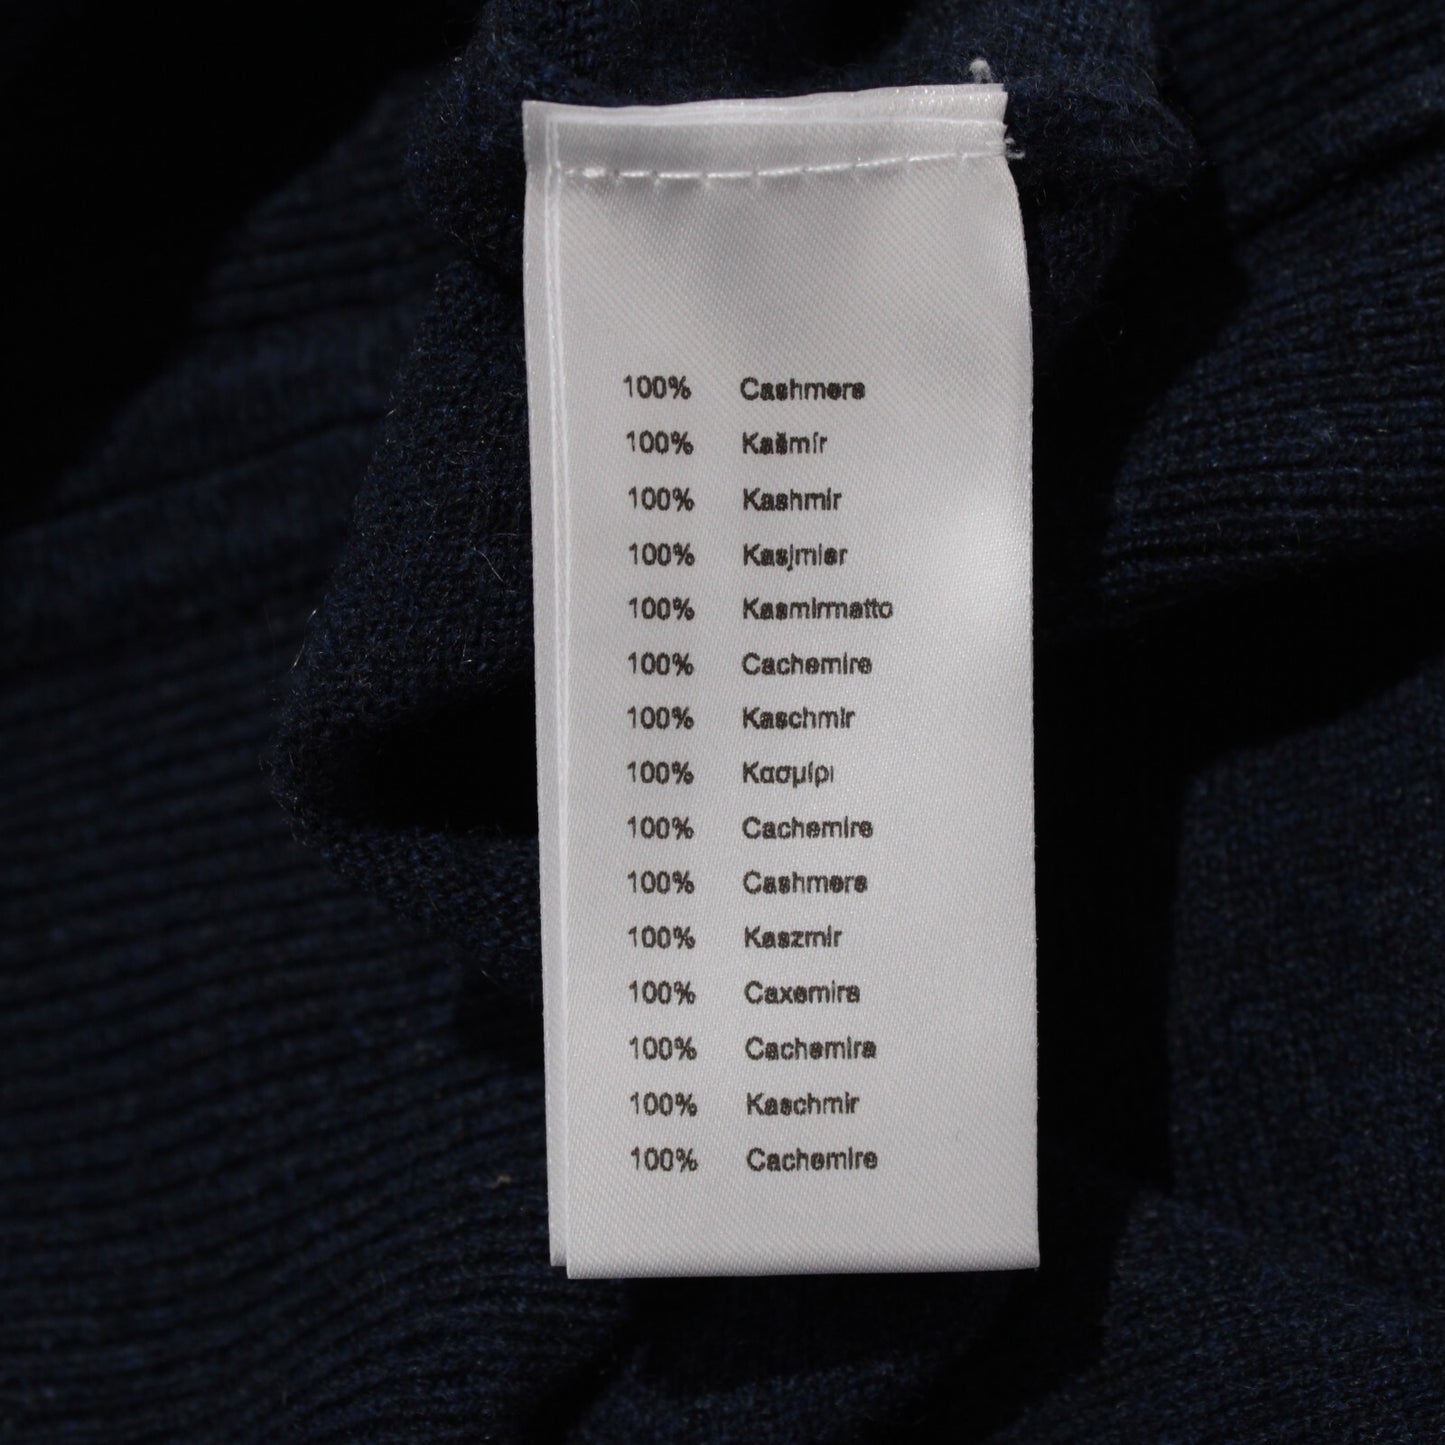 100% Cashmere
100% Kašmír
100% Kashmir
100% Kasjmier
100% Kasmirmatto
100% Cachemire
100% Kaschmir
100% Κασμίρι
100% Cachemire
100% Cashmere
100% Kaszmir
100% Caxemira
100% Cachemira
100% Kaschmir
100% Cachemire